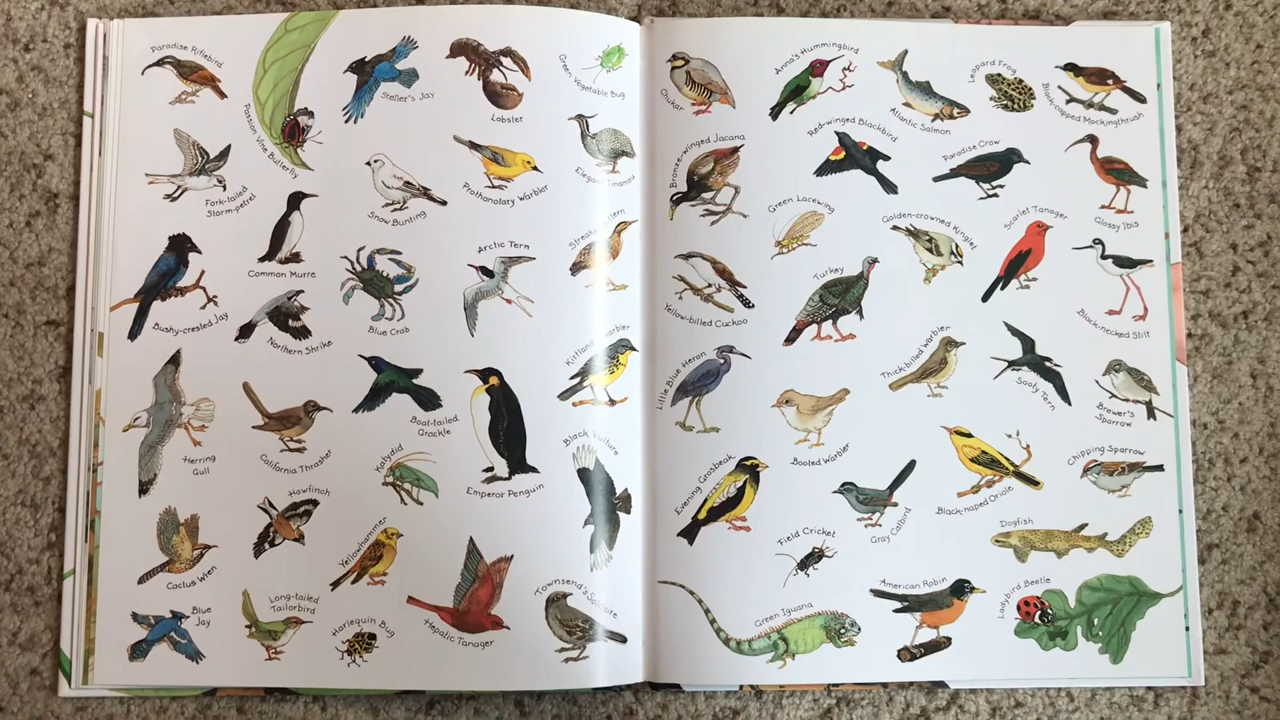 Paradise Riflebird
Passion Vine Butterfly
Steller's Jay
Lobster
Green Vegetable Bug
Fork-tailed
Storm-petrel
Snow Bunting
Prothonotary Warbler
Elegant Tinamou
Common Murre
Bushy-crested Jay
Northern Shrike
Blue Crab
Arctic Tern
Streaked
Herring
Gull
California Thrasher
Boat-tailed
Grackle
Katydid
Emperor Penguin
Kirtland
Black Vulture
Hawfinch
Cactus Wren
Yellowhammer
Blue
Jay
Long-tailed
Tailorbird
Harlequin Bug
Hepatic Tanager
Townsend's Solitaire
Chukar
Anna's Hummingbird
Atlantic Salmon
Leopard Frog
Black-capped Mockingthrush
Bronze-winged Jacana
Red-winged Blackbird
Paradise Crow
Glossy Ibis
Green Lacewing
Golden-crowned Kinglet
Scarlet Tanager
Black-necked Stilt
Yellow-billed Cuckoo
Turkey
Little Blue Heron
Booted Warbler
Thick-billed Warbler
Sooty Tern
Brewer's
Sparrow
Evening Grosbeak
Gray Catbird
Black-naped Oriole
Chipping Sparrow
Field Cricket
Dogfish
Green Iguana
American Robin
Ladybird Beetle